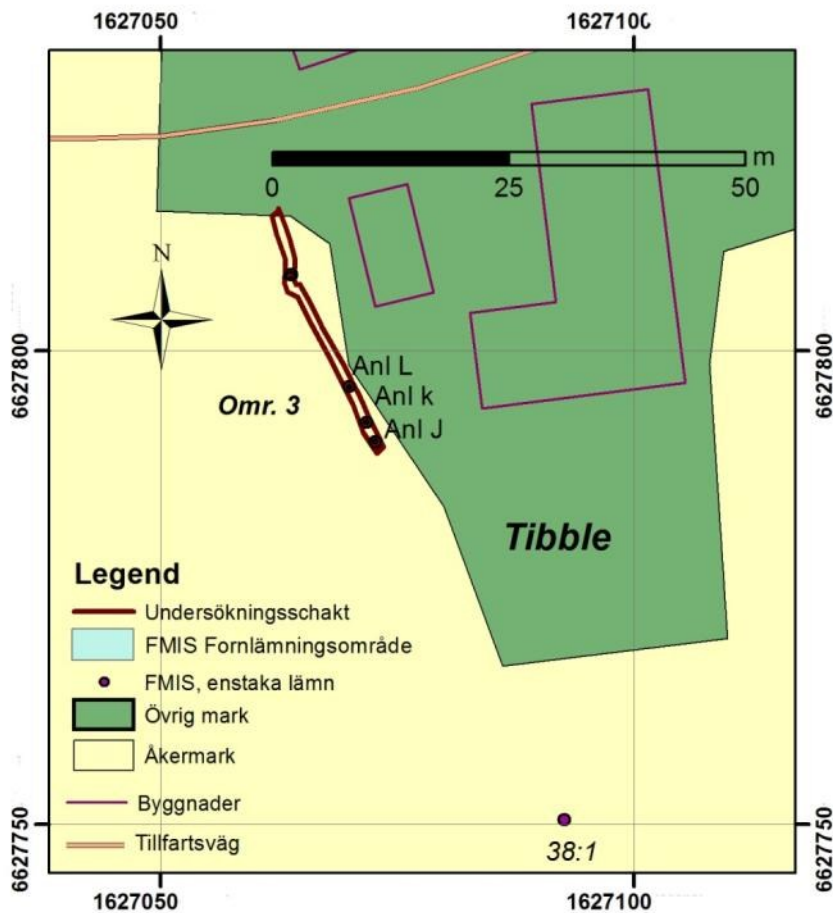 1627050 1627100
m
0 25 50
N
6627800 6627800
Anl L
Omr. 3 Anl k
Anl J
Tibble
Legend
Undersökningsschakt
FMIS Fornlämningsområde
FMIS, enstaka lämn
Övrig mark
Åkermark
Byggnader
Tillfartsväg
6627750 6627750
38:1
1627050 1627100